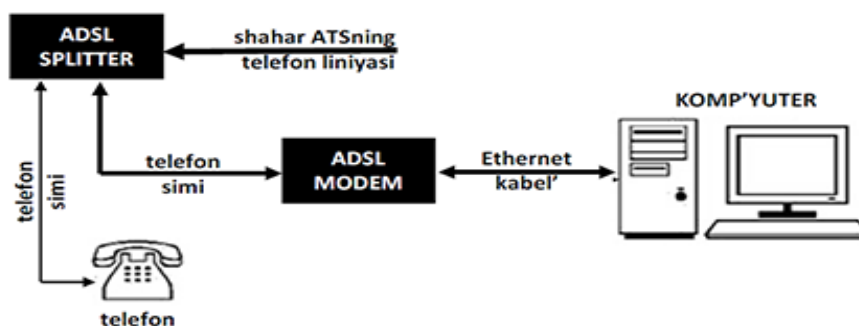 ADSL
SPLITTER
shahar ATSning
telefon liniyasi
KOMP'YUTER
telefon
simi
telefon
simi
ADSL
MODEM
Ethernet
kabel'
telefon